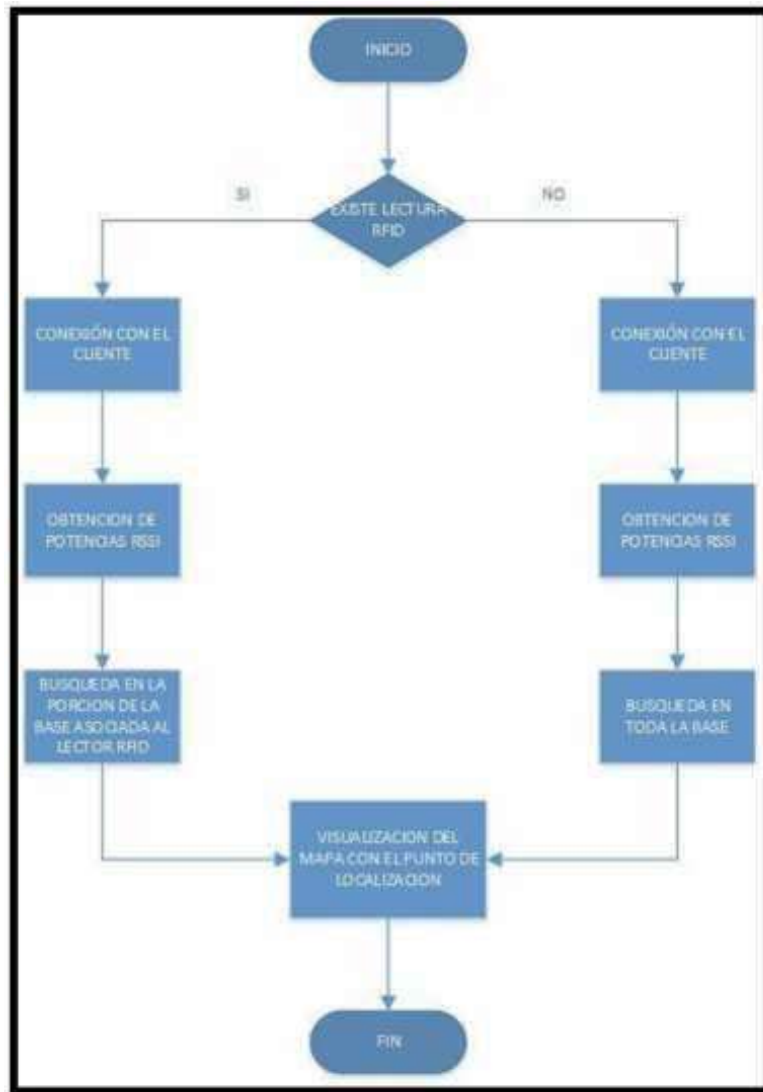 INICIO
SI
EXISTE LECTURA
RFID
NO
CONEXIÓN CON EL
CLIENTE
CONEXIÓN CON EL
CLIENTE
OBTENCION DE
POTENCIAS RSSI
OBTENCION DE
POTENCIAS RSSI
BUSQUEDA EN LA
PORCION DE LA
BASE ASOCIADA AL
LECTOR RFID
BUSQUEDA EN
TODA LA BASE
VISUALIZACION DEL
MAPA CON EL PUNTO DE
LOCALIZACION
FIN